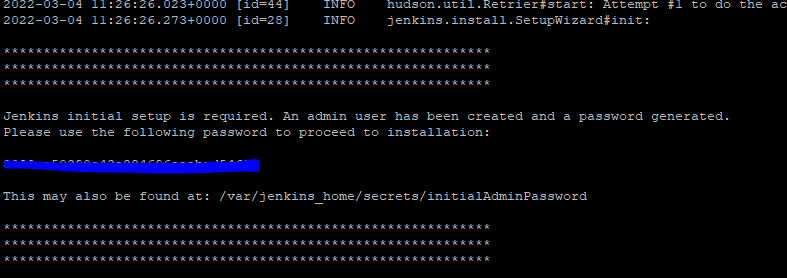 2022-03-04 11:26:26.023+0000 [id=44] INFO hudson.util.Retrier#start: Attempt #1 to do the ac
2022-03-04 11:26:26.273+0000 [id=28] INFO jenkins.install.SetupWizard#init:
*************************************************************
*************************************************************
*************************************************************
Jenkins initial setup is required. An admin user has been created and a password generated.
Please use the following password to proceed to installation:
This may also be found at: /var/jenkins_home/secrets/initialAdminPassword
*************************************************************
*************************************************************
*************************************************************